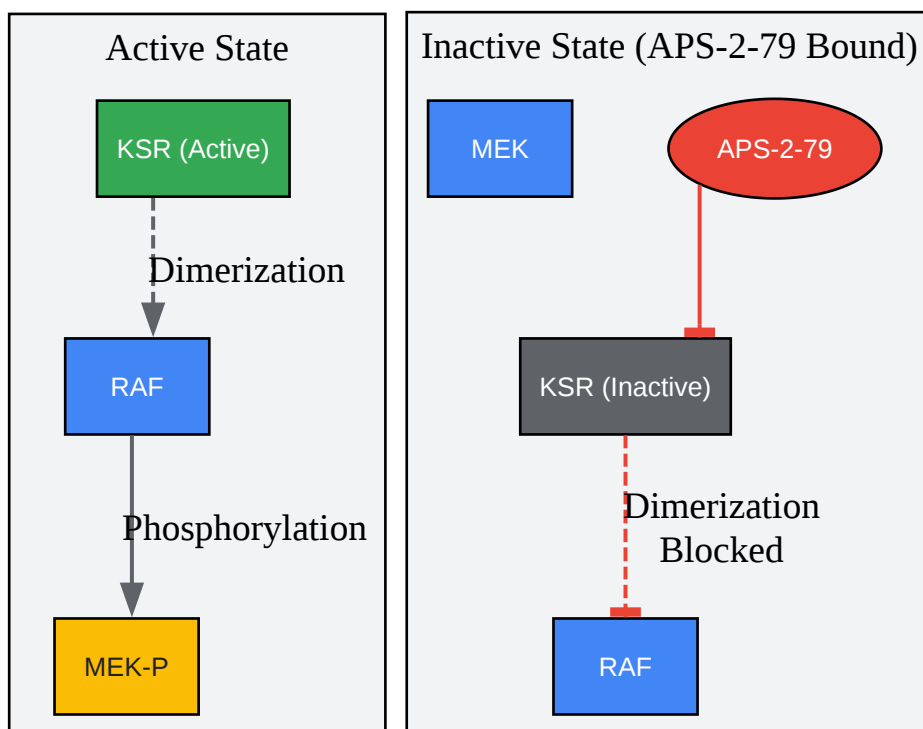 Active State
KSR (Active)
Dimerization
RAF
Phosphorylation
MEK-P
Inactive State (APS-2-79 Bound)
MEK
APS-2-79
KSR (Inactive)
Dimerization
Blocked
RAF